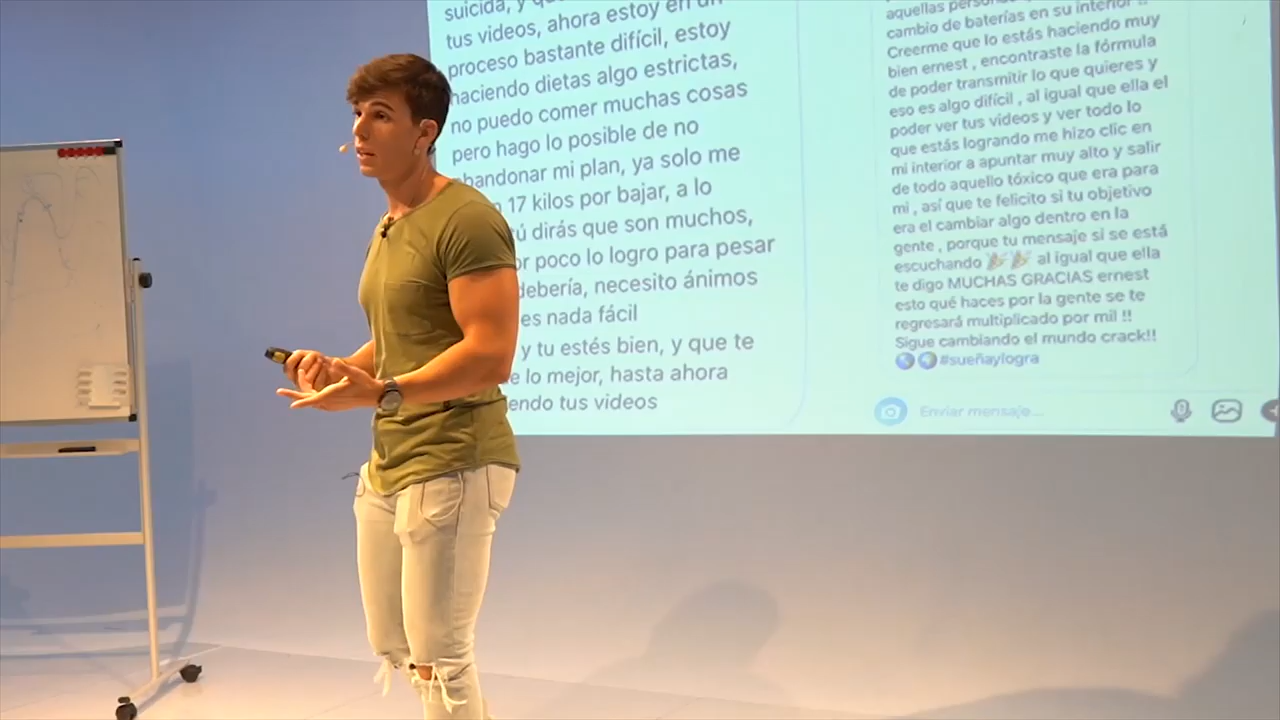 suicida, y
tus videos, ahora estoy en un
proceso bastante difícil, estoy
haciendo dietas algo estrictas,
no puedo comer muchas cosas
pero hago lo posible de no
abandonar mi plan, ya solo me
17 kilos por bajar, a lo
tú dirás que son muchos,
poco lo logro para pesar
debería, necesito ánimos
es nada fácil
y tu estés bien, y que te
lo mejor, hasta ahora
tus videos
aquellas
cambio de baterías en su interior !!
Creerme que lo estás haciendo muy
bien ernest , encontraste la fórmula
de poder transmitir lo que quieres y
eso es algo difícil , al igual que ella el
poder ver tus videos y ver todo lo
que estás logrando me hizo clic en
mi interior a apuntar muy alto y salir
de todo aquello tóxico que era para
mi , así que te felicito si tu objetivo
era el cambiar algo dentro en la
gente , porque tu mensaje si se está
escuchando 🎉🎉 al igual que ella
te digo MUCHAS GRACIAS ernest
esto qué haces por la gente se te
regresará multiplicado por mil !!
Sigue cambiando el mundo crack!!
🌎🌍#sueñaylogra
Enviar mensaje...